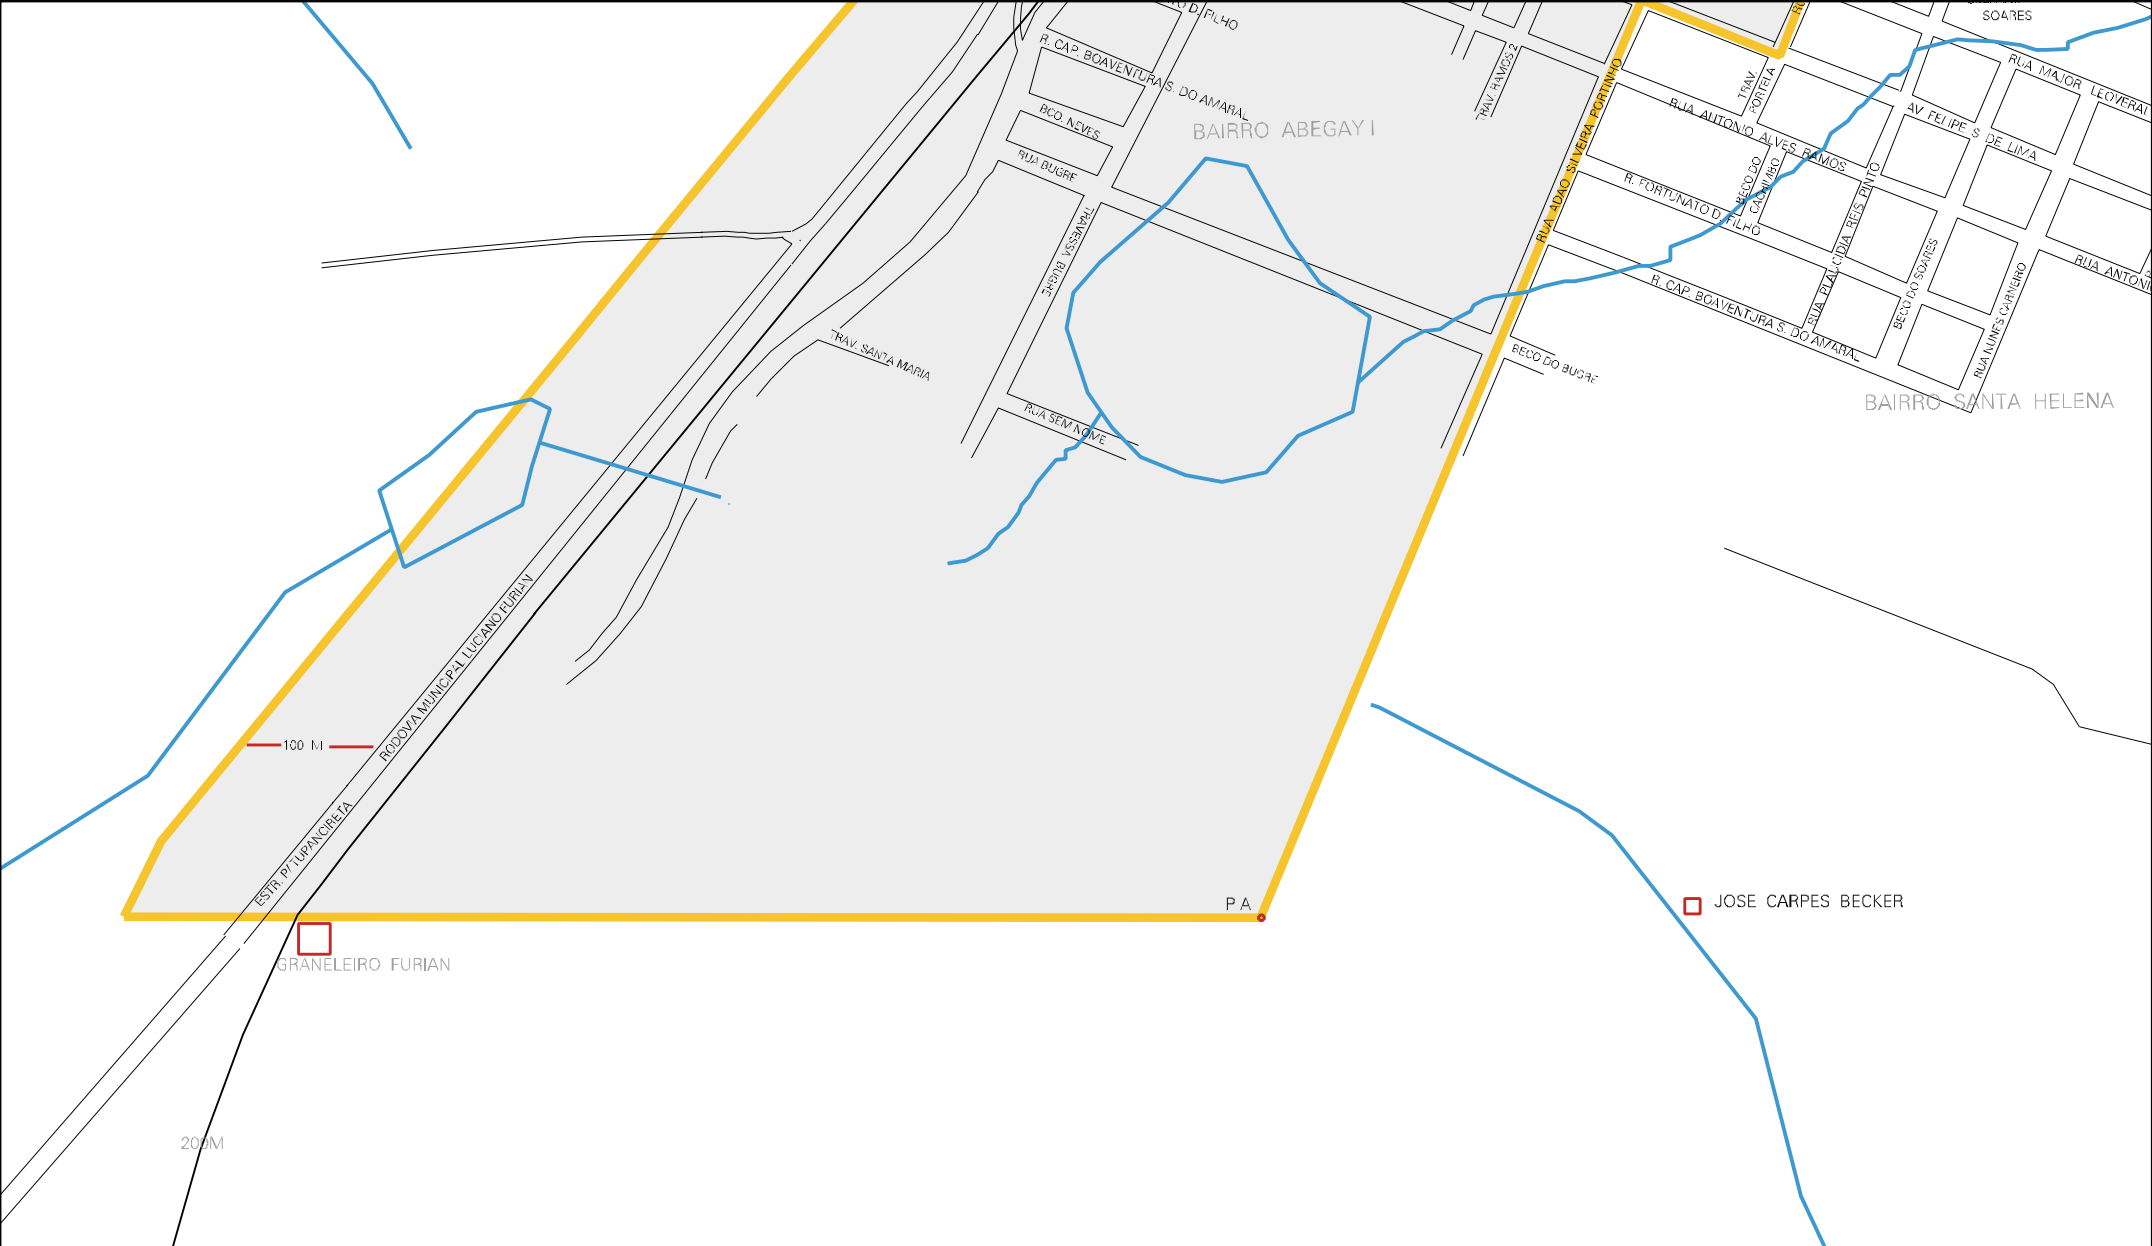 O D. FILHO
SOARES
R. CAP. BOAVENTURA S. DO AMARAL
TRAV. RAMOS 2
RUA MAJOR LEOVERAL
TRAV. PORTELA
BCO. NEVES
BAIRRO ABEGAY I
RUA ADAO SILVEIRA PORTINHO
RUA ANTONIO ALVES RAMOS
AV FELIPE S. DE LIMA
RUA BUGRE
BECO DO CACHIMBO
R. FORTUNATO D. FILHO
RUA PLAUCIDIA REIS PINTO
TRAVESSA BUGRE
BECO DO SOARES
RUA ANTONI
R. CAP. BOAVENTURA S. DO AMARAL
RUA NUNES CARNEIRO
TRAV. SANTA MARIA
BECO DO BUGRE
BAIRRO SANTA HELENA
RUA SEM NOME
RODOVIA MUNICIPAL LUCIANO FURIAN
100 M
ESTR. P/ TUPANCIRETA
P A
JOSE CARPES BECKER
GRANELEIRO FURIAN
200M